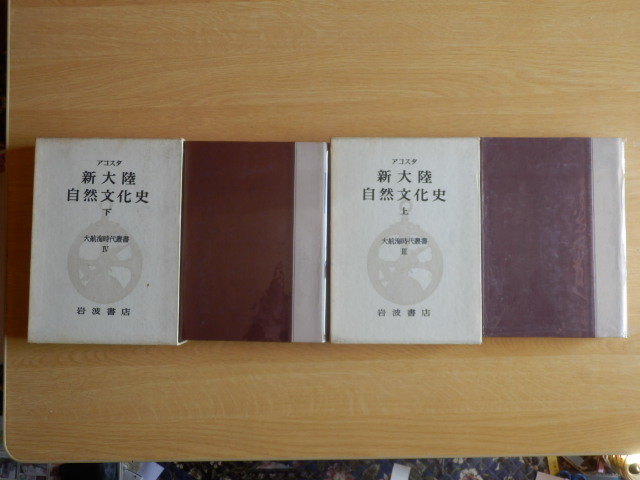 アコスタ
新大陸
自然文化史
下
大航海時代叢書
Ⅳ
岩波書店
アコスタ
新大陸
自然文化史
上
大航海時代叢書
Ⅲ
岩波書店